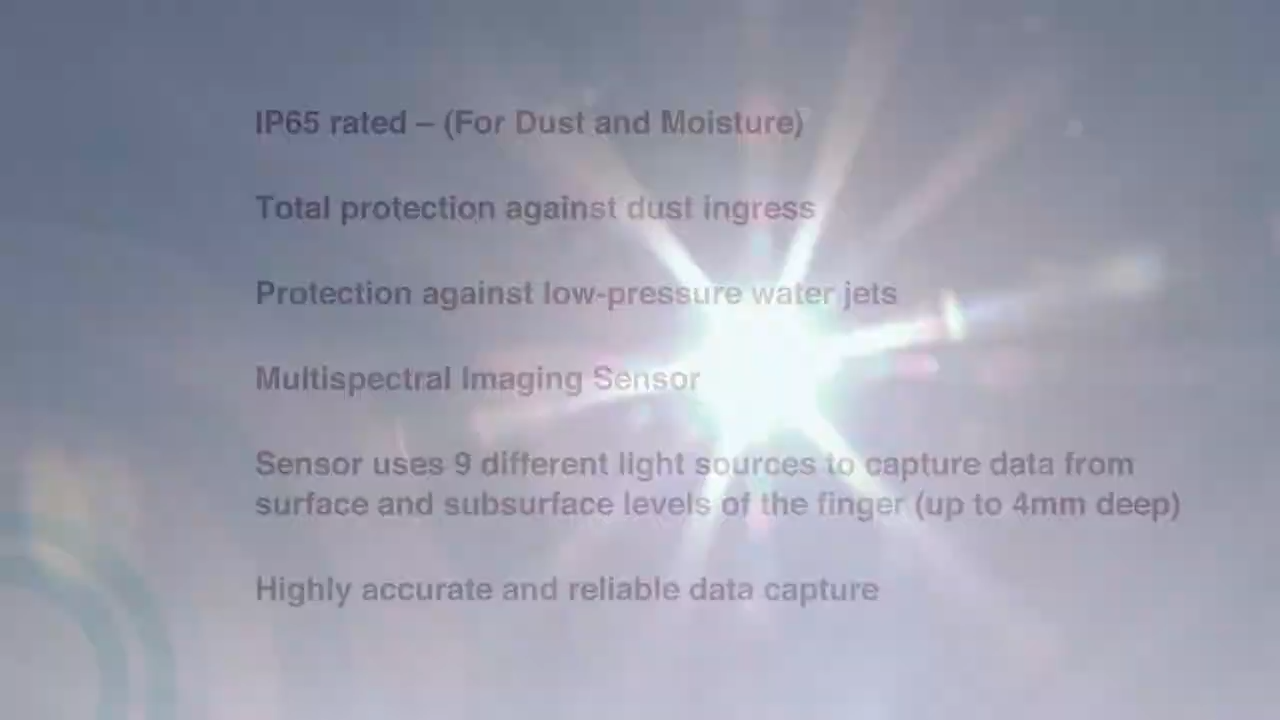 IP65 rated – (For Dust and Moisture)
Total protection against dust ingress
Protection against low-pressure water jets
Multispectral Imaging Sensor
Sensor uses 9 different light sources to capture data from
surface and subsurface levels of the finger (up to 4mm deep)
Highly accurate and reliable data capture